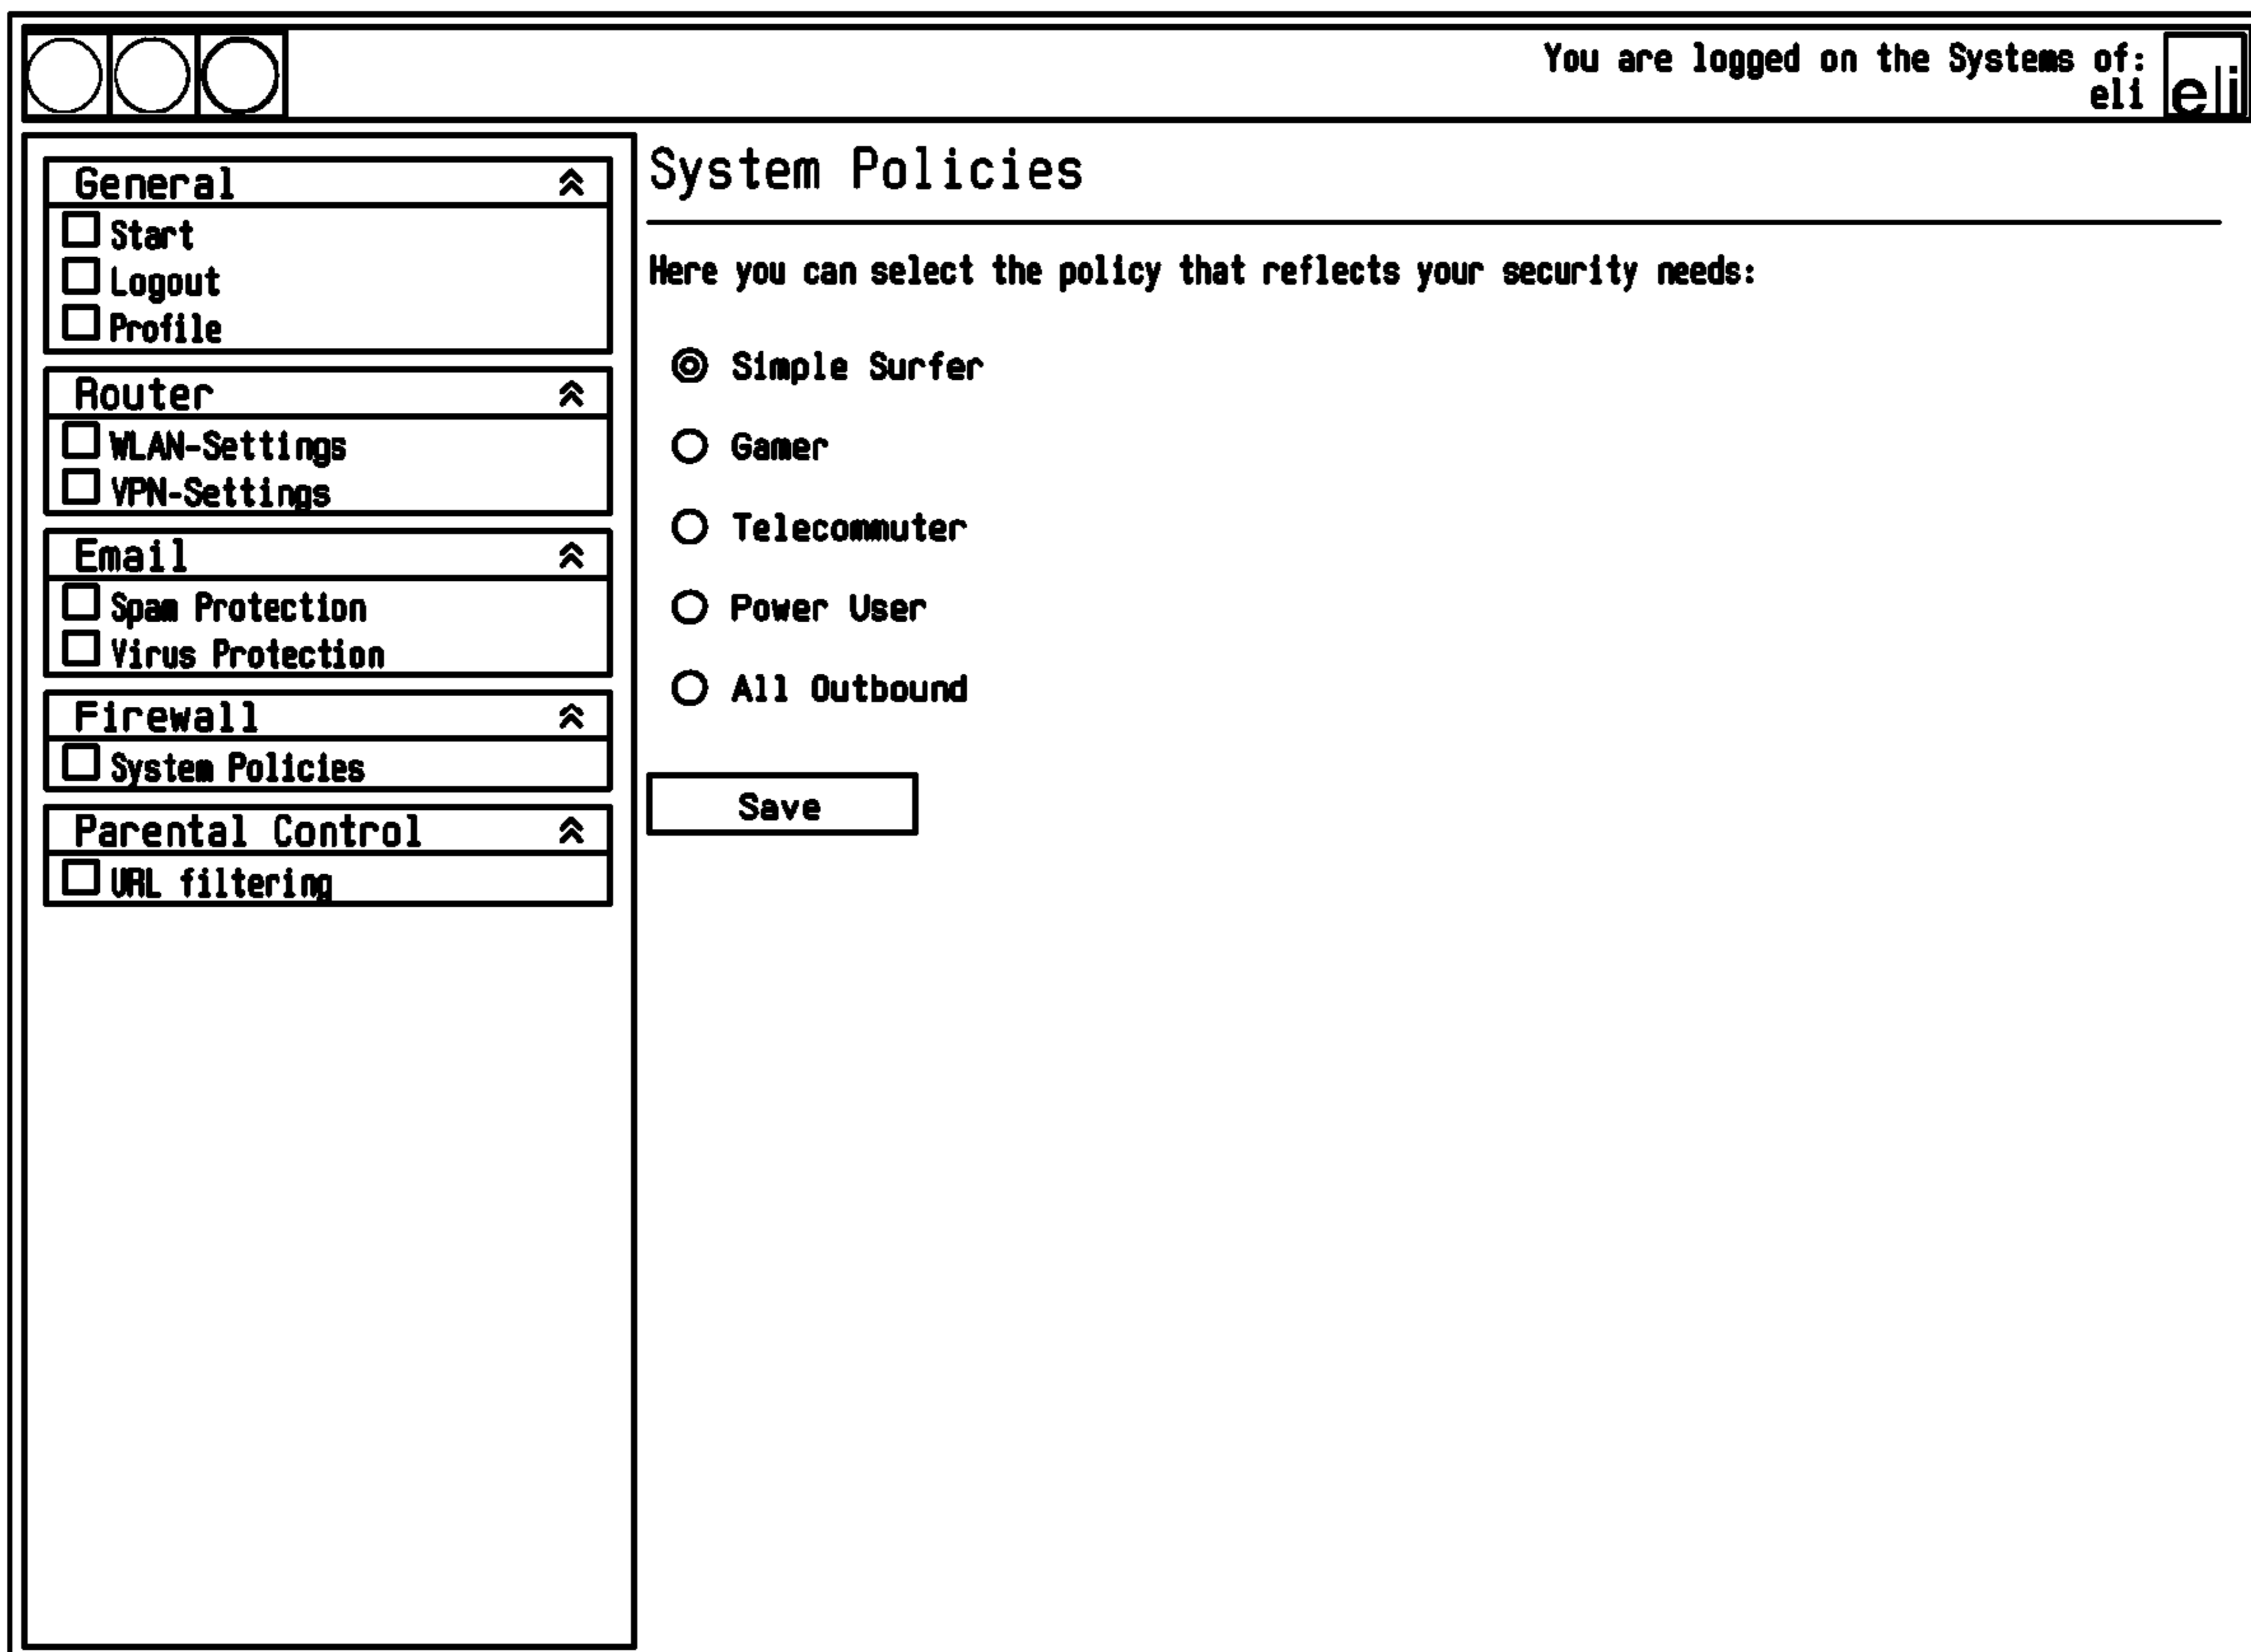 You are logged on the Systems of:
eli
eli
General
Start
Logout
Profile
Router
WLAN-Settings
VPN-Settings
Email
Spam Protection
Virus Protection
Firewall
System Policies
Parental Control
URL filtering
System Policies
Here you can select the policy that reflects your security needs:
Simple Surfer
Gamer
Telecommuter
Power User
All Outbound
Save